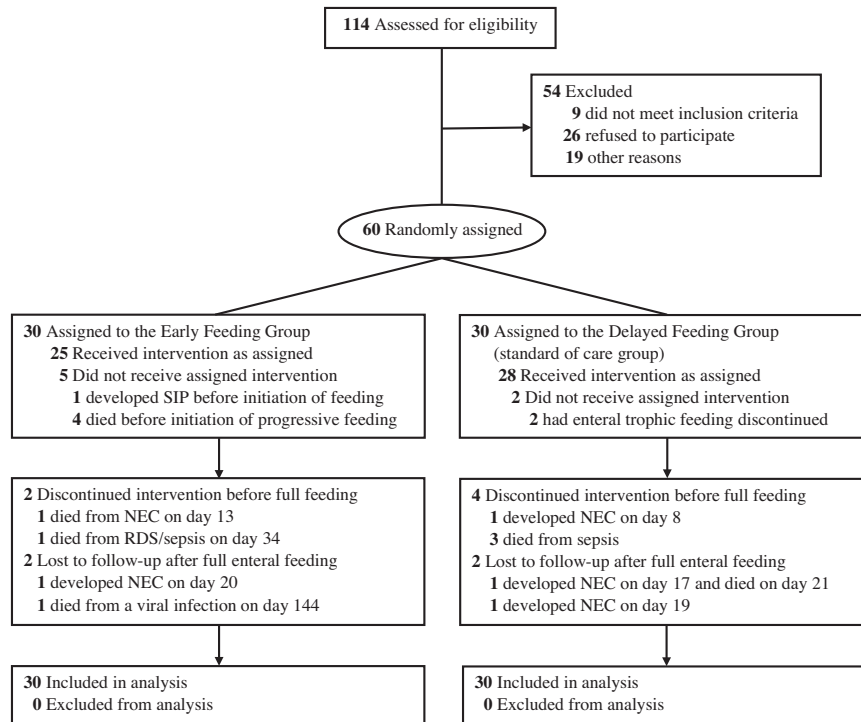 114 Assessed for eligibility
54 Excluded
9 did not meet inclusion criteria
26 refused to participate
19 other reasons
60 Randomly assigned
30 Assigned to the Early Feeding Group
25 Received intervention as assigned
5 Did not receive assigned intervention
1 developed SIP before initiation of feeding
4 died before initiation of progressive feeding
30 Assigned to the Delayed Feeding Group
(standard of care group)
28 Received intervention as assigned
2 Did not receive assigned intervention
2 had enteral trophic feeding discontinued
2 Discontinued intervention before full feeding
1 died from NEC on day 13
1 died from RDS/sepsis on day 34
2 Lost to follow-up after full enteral feeding
1 developed NEC on day 20
1 died from a viral infection on day 144
4 Discontinued intervention before full feeding
1 developed NEC on day 8
3 died from sepsis
2 Lost to follow-up after full enteral feeding
1 developed NEC on day 17 and died on day 21
1 developed NEC on day 19
30 Included in analysis
0 Excluded from analysis
30 Included in analysis
0 Excluded from analysis